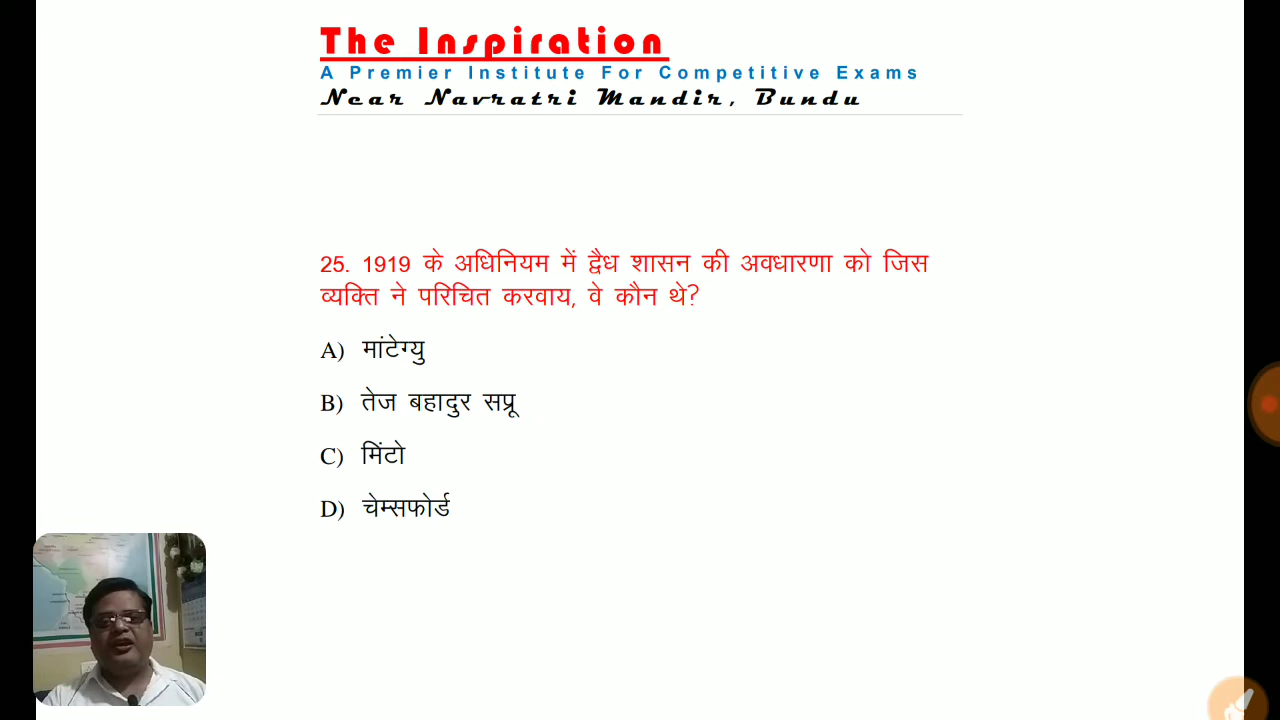 The Inspiration
A Premier Institute For Competitive Exams
Near Navratri Mandir, Bundu
25. 1919 के अधिनियम में द्वैध शासन की अवधारणा को जिस
व्यक्ति ने परिचित करवाय, वे कौन थे?
A) मांटेग्यु
B) तेज बहादुर सप्रू
C) मिंटो
D) चेम्सफोर्ड